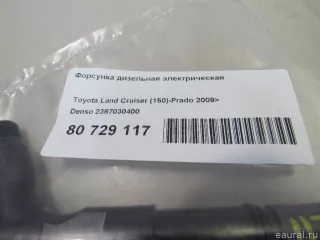 Форсунка дизельная электрическая
Toyota Land Cruiser (150)-Prado 2009>
Denso 2367030400
80 729 117
© eaural.ru